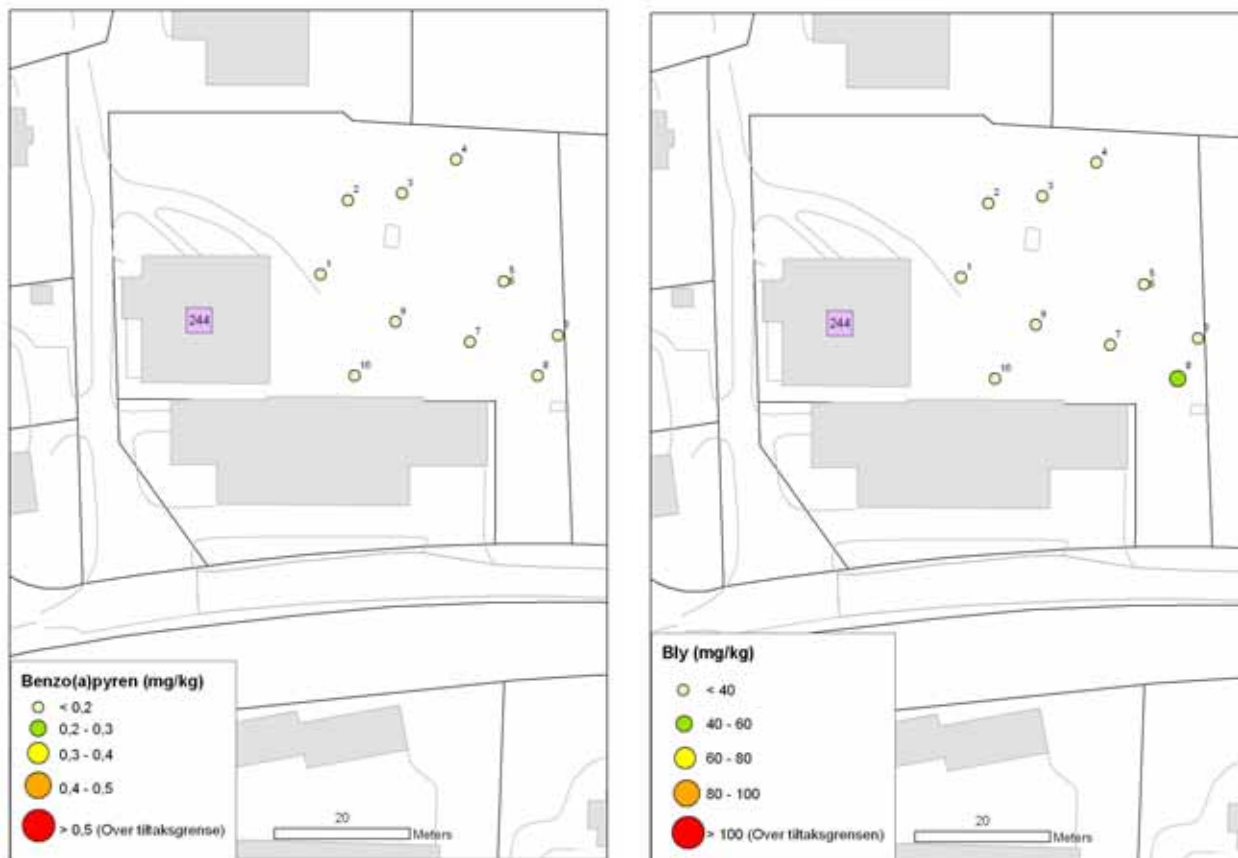 4
2
3
1
5
244
9
7
10
8
Benzo(a)pyren (mg/kg)
< 0,2
0,2 - 0,3
0,3 - 0,4
0,4 - 0,5
> 0,5 (Over tiltaksgrense)
20
Meters
4
2
3
1
5
244
9
7
10
8
Bly (mg/kg)
< 40
40 - 60
60 - 80
80 - 100
> 100 (Over tiltaksgrensen)
20
Meters